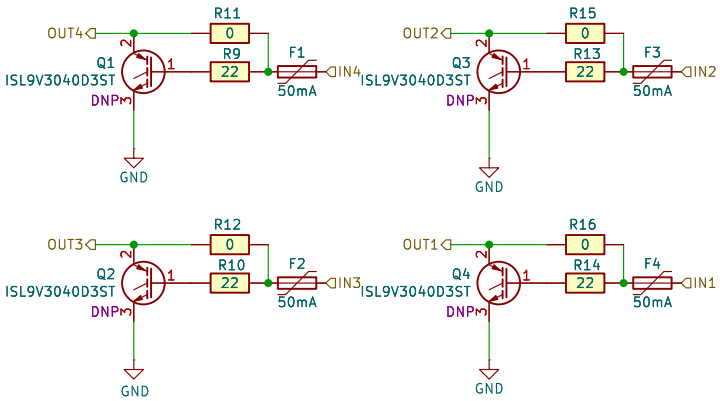 R11
OUT4
0
2
R9
F1
Q1
1
22
IN4
ISL9V3040D3ST
50mA
DNP
3
GND
R15
OUT2
0
2
R13
F3
Q3
1
22
IN2
ISL9V3040D3ST
50mA
DNP
3
GND
R12
OUT3
0
2
R10
F2
Q2
1
22
IN3
ISL9V3040D3ST
50mA
DNP
3
GND
R16
OUT1
0
2
R14
F4
Q4
1
22
IN1
ISL9V3040D3ST
50mA
DNP
3
GND